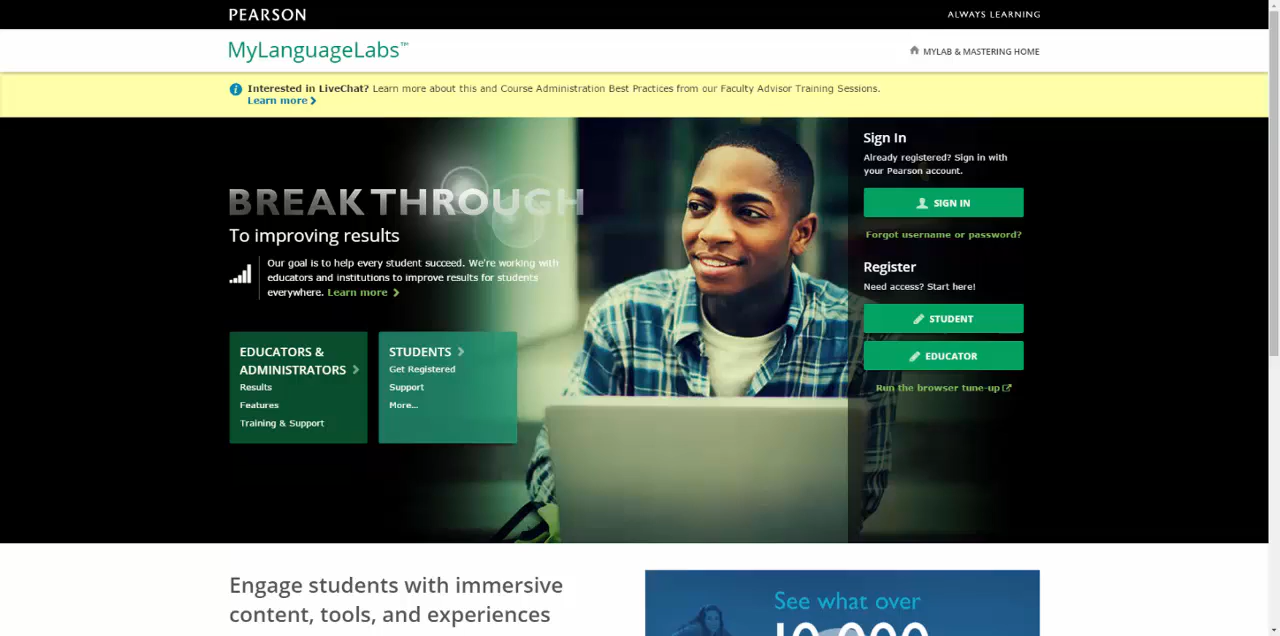 PEARSON
ALWAYS LEARNING
MyLanguageLabs™
MYLAB & MASTERING HOME
Interested in LiveChat? Learn more about this and Course Administration Best Practices from our Faculty Advisor Training Sessions.
Learn more
BREAKTHROUGH
To improving results
Our goal is to help every student succeed. We're working with
educators and institutions to improve results for students
everywhere. Learn more
EDUCATORS &
ADMINISTRATORS
Results
Features
Training & Support
STUDENTS
Get Registered
Support
More...
Sign In
Already registered? Sign in with
your Pearson account.
SIGN IN
Forgot username or password?
Register
Need access? Start here!
STUDENT
EDUCATOR
Run the browser tune-up
Engage students with immersive
content, tools, and experiences
See what over
10,000